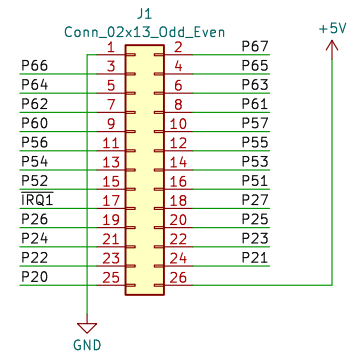 J1
Conn_02x13_Odd_Even
+5V
1 2 P67
P66 3 4 P65
P64 5 6 P63
P62 7 8 P61
P60 9 10 P57
P56 11 12 P55
P54 13 14 P53
P52 15 16 P51
IRQ1 17 18 P27
P26 19 20 P25
P24 21 22 P23
P22 23 24 P21
P20 25 26
GND